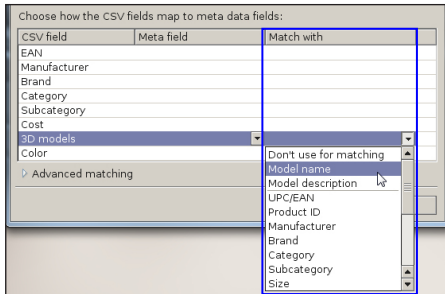 Choose how the CSV fields map to meta data fields:
CSV field Meta field Match with
EAN
Manufacturer
Brand
Category
Subcategory
Cost
3D models
Color
Don't use for matching
Model name
Model description
UPC/EAN
Product ID
Manufacturer
Brand
Category
Subcategory
Size
Advanced matching